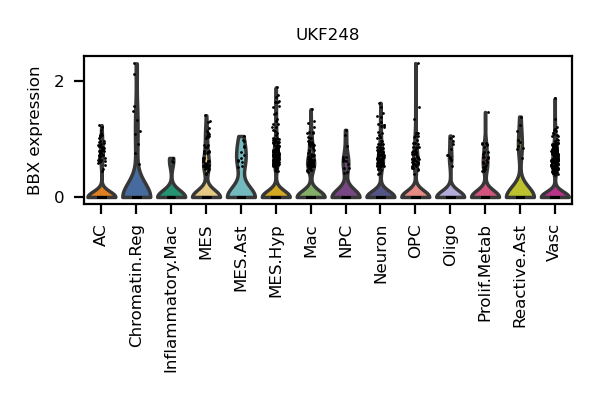 UKF248
BBX expression
2
0
AC
Chromatin.Reg
Inflammatory.Mac
MES
MES.Ast
MES.Hyp
Mac
NPC
Neuron
OPC
Oligo
Prolif.Metab
Reactive.Ast
Vasc